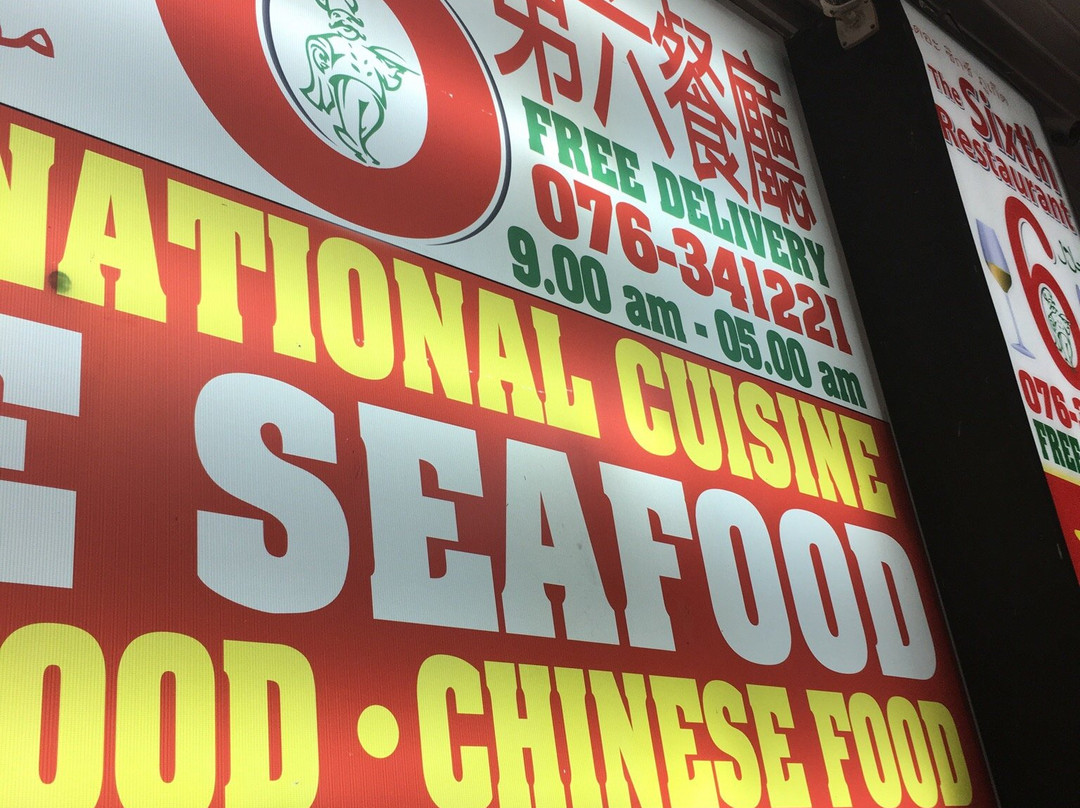 6
第六餐廳
FREE DELIVERY
076-341221
9.00 am - 05.00 am
NATIONAL CUISINE
E SEAFOOD
OOD · CHINESE FOOD
The Sixth
Restaurant
6
076-
FREE